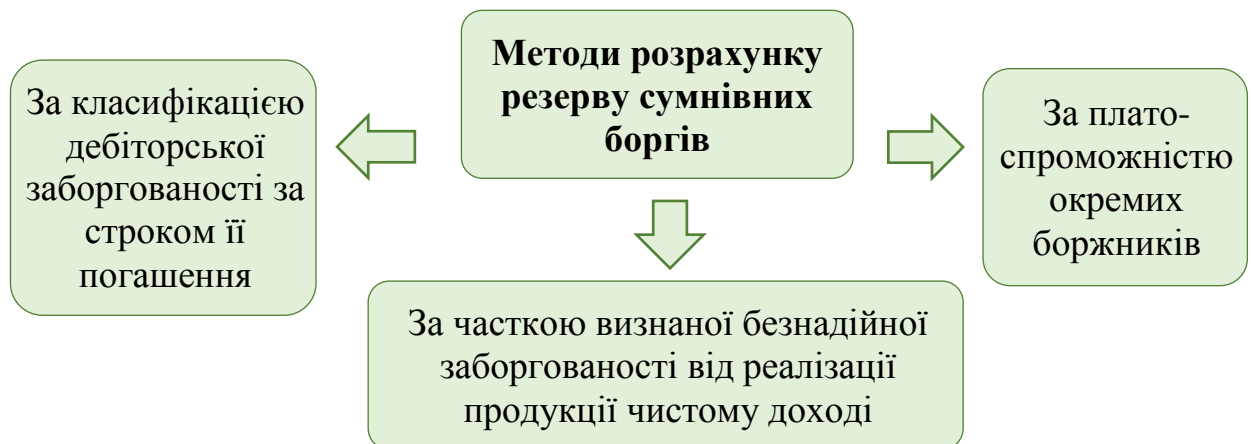 Методи розрахунку
резерву сумнівних
боргів
За класифікацією
дебіторської
заборгованості за
строком її
погашення
За плато-
спроможністю
окремих
боржників
За часткою визнаної безнадійної
заборгованості від реалізації
продукції чистому доході